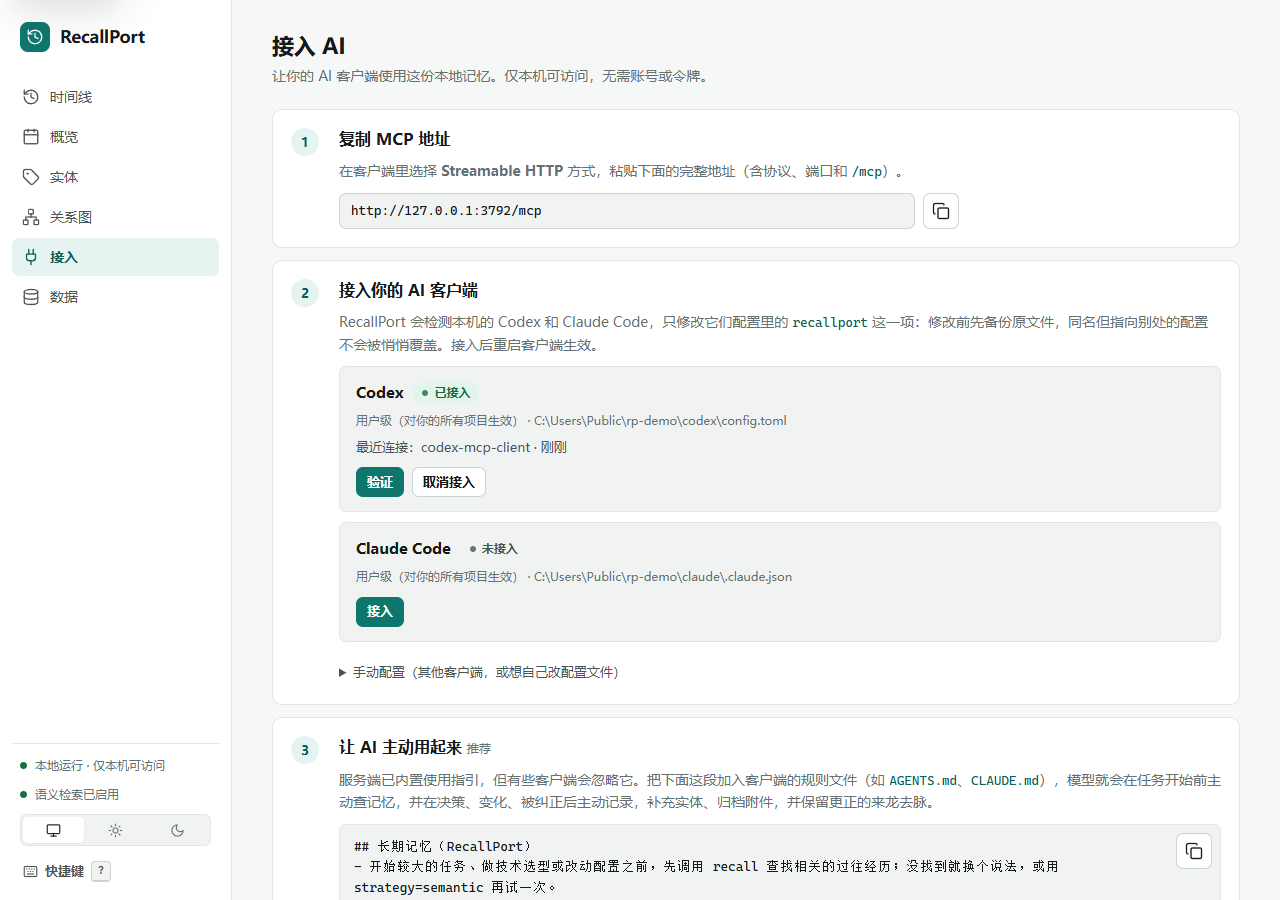 RecallPort
时间线
概览
实体
关系图
接入
数据
本地运行 · 仅本机可访问
语义检索已启用
快捷键 ?
接入 AI
让你的 AI 客户端使用这份本地记忆。仅本机可访问，无需账号或令牌。
1
复制 MCP 地址
在客户端里选择 Streamable HTTP 方式，粘贴下面的完整地址（含协议、端口和 /mcp）。
http://127.0.0.1:3792/mcp
2
接入你的 AI 客户端
RecallPort 会检测本机的 Codex 和 Claude Code，只修改它们配置里的 recallport 这一项：修改前先备份原文件，同名但指向别处的配置
不会被悄悄覆盖。接入后重启客户端生效。
Codex 已接入
用户级（对你的所有项目生效） · C:\Users\Public\rp-demo\codex\config.toml
最近连接：codex-mcp-client · 刚刚
验证 取消接入
Claude Code 未接入
用户级（对你的所有项目生效） · C:\Users\Public\rp-demo\claude\.claude.json
接入
手动配置（其他客户端，或想自己改配置文件）
3
让 AI 主动用起来 推荐
服务端已内置使用指引，但有些客户端会忽略它。把下面这段加入客户端的规则文件（如 AGENTS.md、CLAUDE.md），模型就会在任务开始前主
动查记忆，并在决策、变化、被纠正后主动记录，补充实体、归档附件，并保留更正的来龙去脉。
## 长期记忆（RecallPort）
- 开始较大的任务、做技术选型或改动配置之前，先调用 recall 查找相关的过往经历；没找到就换个说法，或用
strategy=semantic 再试一次。